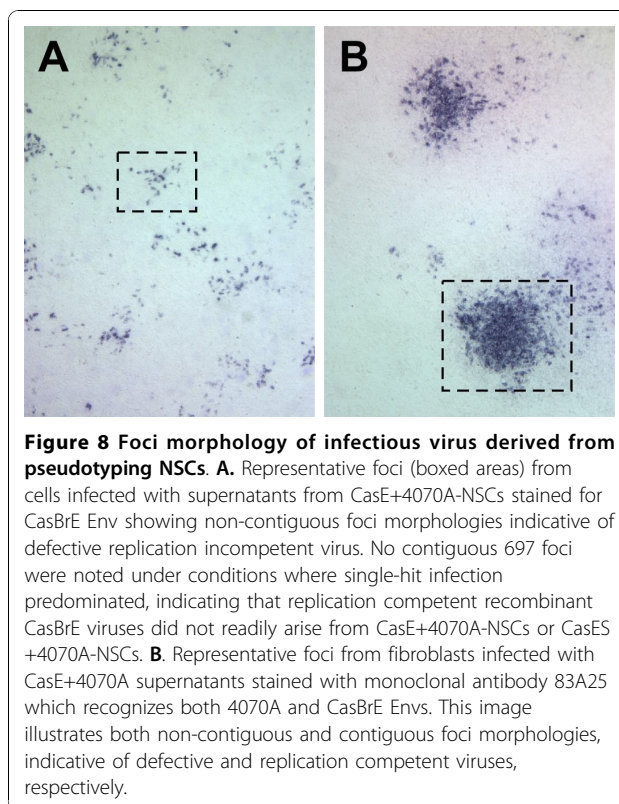 A
B
Figure 8 Foci morphology of infectious virus derived from
pseudotyping NSCs. A. Representative foci (boxed areas) from
cells infected with supernatants from CasE+4070A-NSCs stained for
CasBrE Env showing non-contiguous foci morphologies indicative of
defective replication incompetent virus. No contiguous 697 foci
were noted under conditions where single-hit infection
predominated, indicating that replication competent recombinant
CasBrE viruses did not readily arise from CasE+4070A-NSCs or CasES
+4070A-NSCs. B. Representative foci from fibroblasts infected with
CasE+4070A supernatants stained with monoclonal antibody 83A25
which recognizes both 4070A and CasBrE Envs. This image
illustrates both non-contiguous and contiguous foci morphologies,
indicative of defective and replication competent viruses,
respectively.